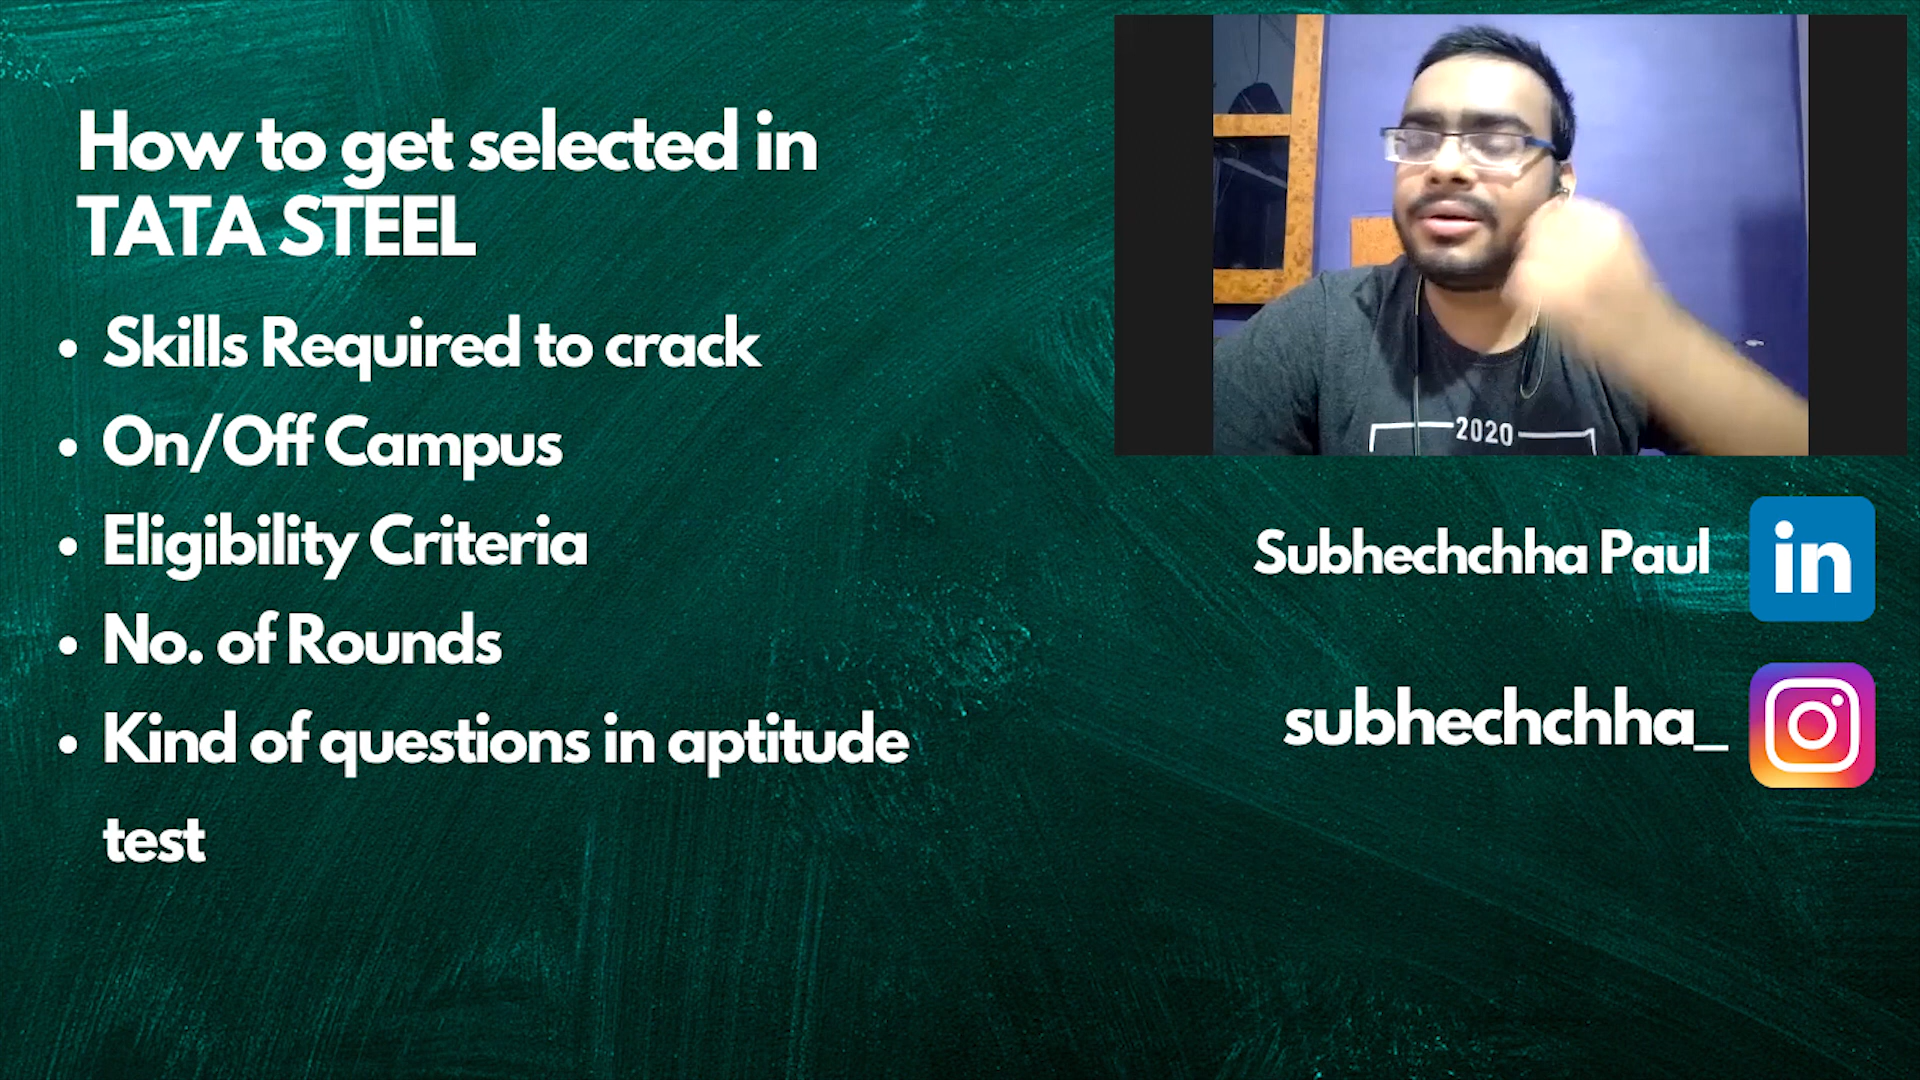 How to get selected in
TATA STEEL
• Skills Required to crack
• On/Off Campus
• Eligibility Criteria
• No. of Rounds
• Kind of questions in aptitude
test
2020
Subhechchha Paul
in
subhechchha_